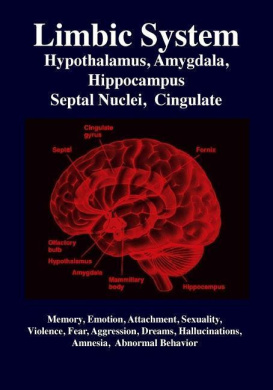 Limbic System
Hypothalamus, Amygdala,
Hippocampus
Septal Nuclei, Cingulate
Cingulate
gyrus
Septal
Fornix
Olfactory
bulb
Hypothalamus
Amygdala
Mammillary
body
hippocampus
Memory, Emotion, Attachment, Sexuality,
Violence, Fear, Aggression, Dreams, Hallucinations,
Amnesia, Abnormal Behavior